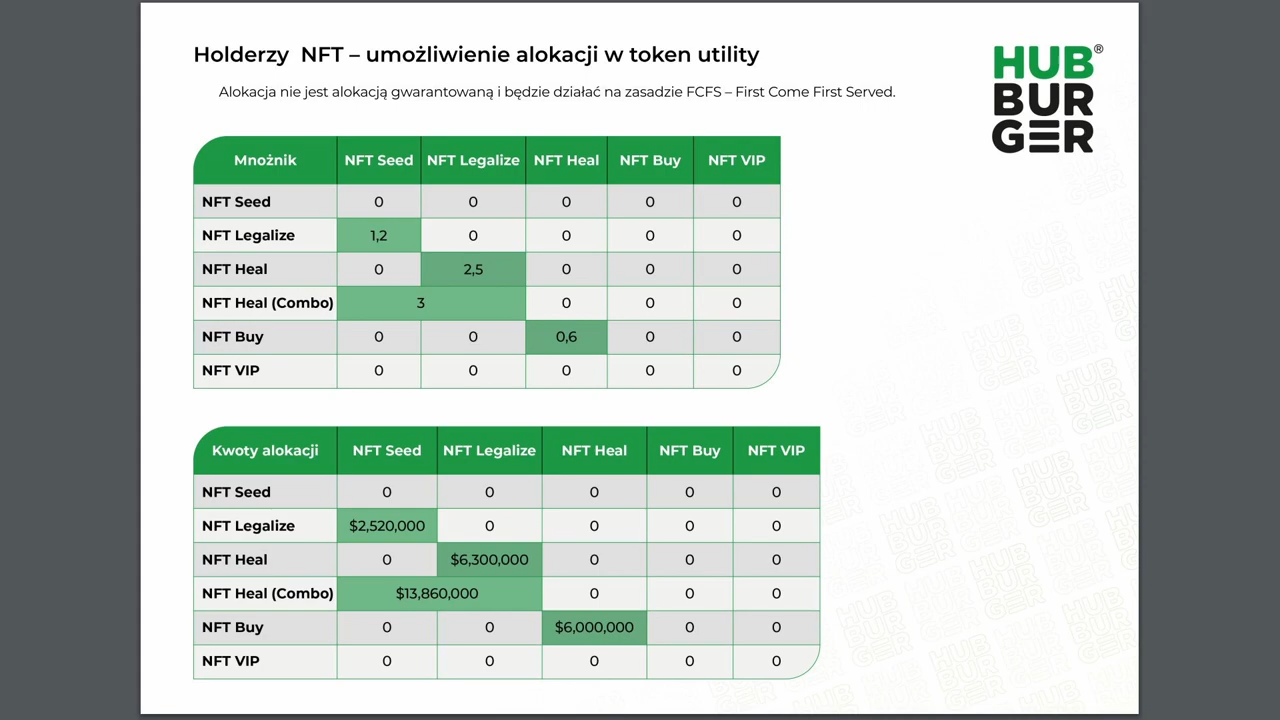 Holderzy NFT – umożliwienie alokacji w token utility
Alokacja nie jest alokacją gwarantowaną i będzie działać na zasadzie FCFS – First Come First Served.
HUB®
BUR
GER
Mnożnik NFT Seed NFT Legalize NFT Heal NFT Buy NFT VIP
NFT Seed 0 0 0 0 0
NFT Legalize 1,2 0 0 0 0
NFT Heal 0 2,5 0 0 0
NFT Heal (Combo) 3 0 0 0
NFT Buy 0 0 0,6 0 0
NFT VIP 0 0 0 0 0
Kwoty alokacji NFT Seed NFT Legalize NFT Heal NFT Buy NFT VIP
NFT Seed 0 0 0 0 0
NFT Legalize $2,520,000 0 0 0 0
NFT Heal 0 $6,300,000 0 0 0
NFT Heal (Combo) $13,860,000 0 0 0
NFT Buy 0 0 $6,000,000 0 0
NFT VIP 0 0 0 0 0